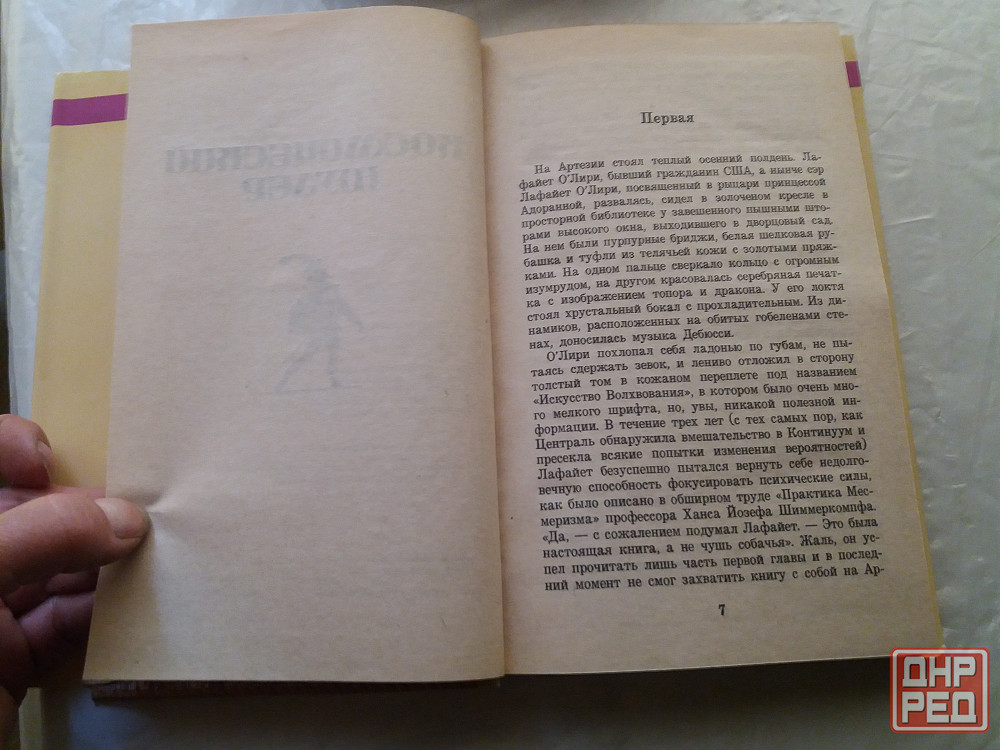 КОСМИЧЕСКИЙ
ШУЛЕР
Первая
На Артезии стоял теплый осенний полдень. Ла-
файет О'Лири, бывший гражданин США, а нынче сэр
Лафайет О'Лири, посвященный в рыцари принцессой
Адоранной, развалясь, сидел в золоченом кресле в
просторной библиотеке у завешенного пышными што-
рами высокого окна, выходившего в дворцовый сад.
На нем были пурпурные бриджи, белая шелковая ру-
башка и туфли из телячьей кожи с золотыми пряж-
ками. На одном пальце сверкало кольцо с огромным
изумрудом, на другом красовалась серебряная печат-
ка с изображением топора и дракона. У его локтя
стоял хрустальный бокал с прохладительным. Из ди-
намиков, расположенных на обитых гобеленами сте-
нах, доносилась музыка Дебюсси.
О'Лири похлопал себя ладонью по губам, не пы-
таясь сдержать зевок, и лениво отложил в сторону
толстый том в кожаном переплете под названием
«Искусство Волхвования», в котором было очень мно-
го мелкого шрифта, но, увы, никакой полезной ин-
формации. В течение трех лет (с тех самых пор, как
Централь обнаружила вмешательство в Континуум и
пресекла всякие попытки изменения вероятностей)
Лафайет безуспешно пытался вернуть себе недолго-
вечную способность фокусировать психические силы,
как было описано в обширном труде «Практика Мес-
меризма» профессора Ханса Йозефа Шиммеркомпфа.
«Да, — с сожалением подумал Лафайет. — Это была
настоящая книга, а не чушь собачья». Жаль, он ус-
пел прочитать лишь часть первой главы и в послед-
ний момент не смог захватить книгу с собой на Ар-
7
ДНР
РЕД